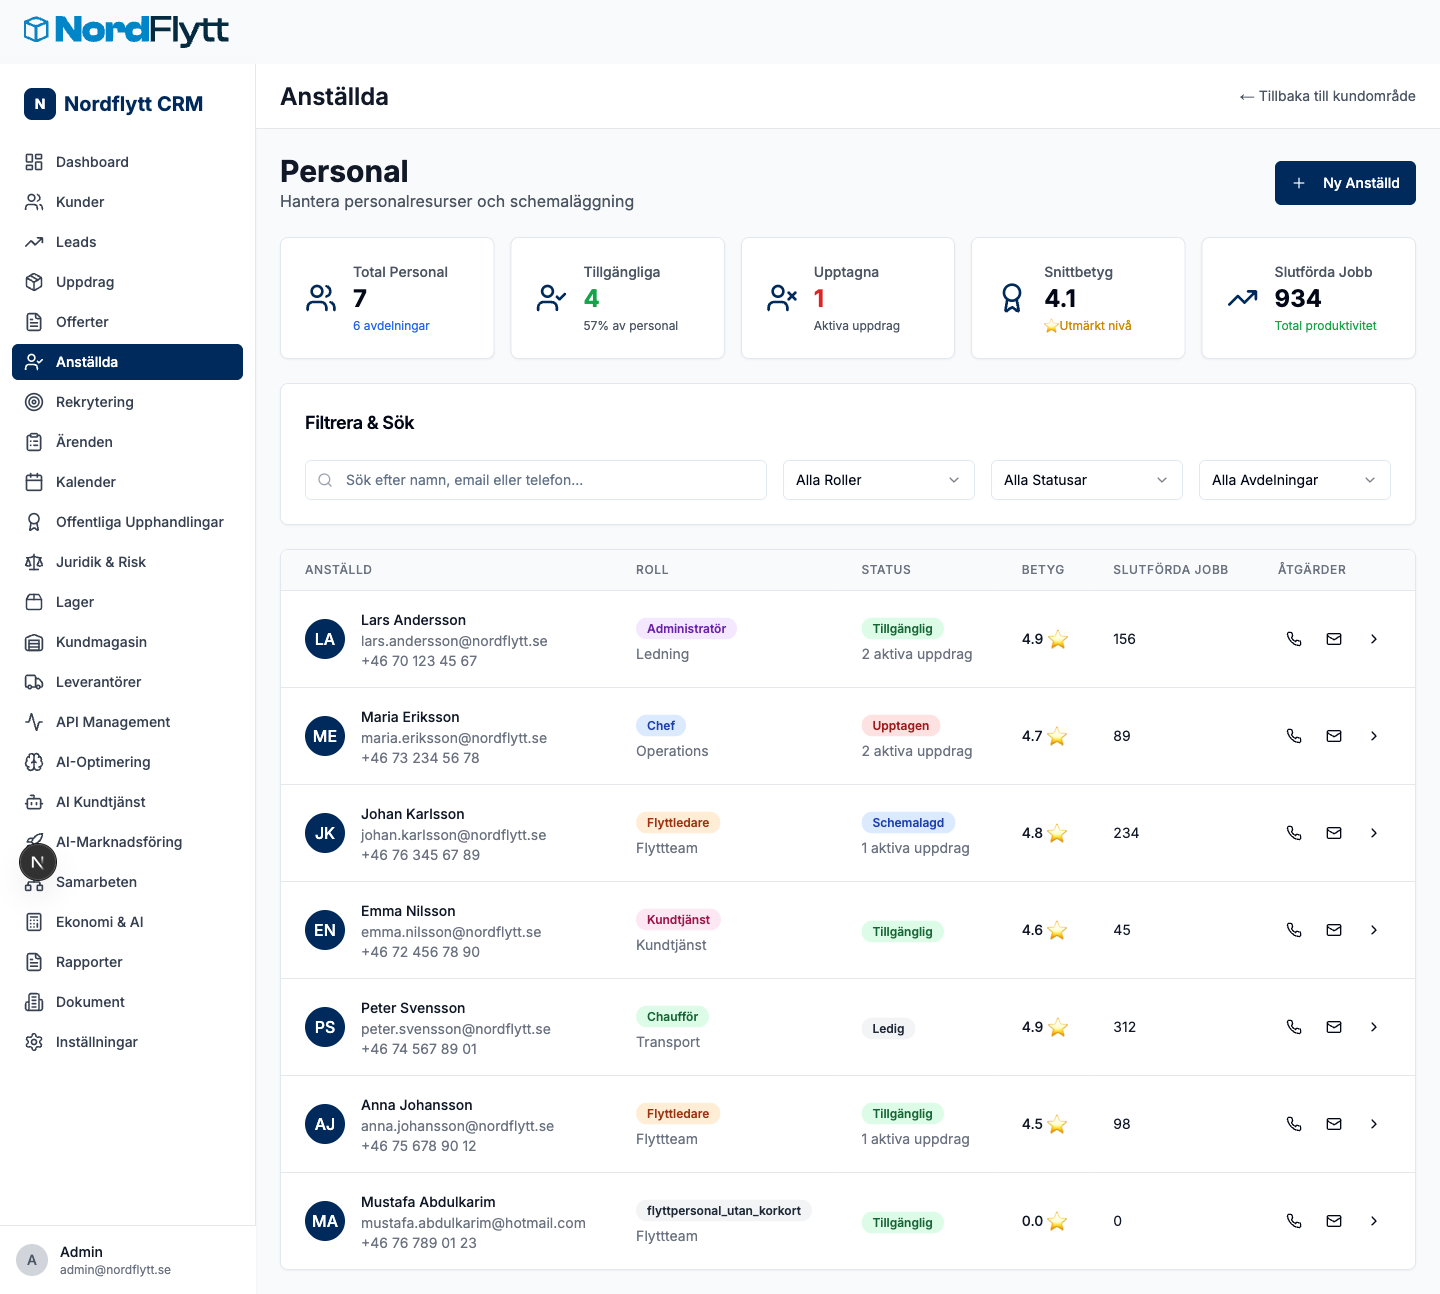 NordFlytt
N
Nordflytt CRM
Dashboard
Kunder
Leads
Uppdrag
Offerter
Anställda
Rekrytering
Ärenden
Kalender
Offentliga Upphandlingar
Juridik & Risk
Lager
Kundmagasin
Leverantörer
API Management
AI-Optimering
AI Kundtjänst
AI-Marknadsföring
N
Samarbeten
Ekonomi & AI
Rapporter
Dokument
Inställningar
A
Admin
admin@nordflytt.se
Anställda
← Tillbaka till kundområde
Personal
Hantera personalresurser och schemaläggning
Ny Anställd
Total Personal
7
6 avdelningar
Tillgängliga
4
57% av personal
Upptagna
1
Aktiva uppdrag
Snittbetyg
4.1
⭐Utmärkt nivå
Slutförda Jobb
934
Total produktivitet
Filtrera & Sök
Sök efter namn, email eller telefon...
Alla Roller
Alla Statusar
Alla Avdelningar
ANSTÄLLD ROLL STATUS BETYG SLUTFÖRDA JOBB ÅTGÄRDER
LA
Lars Andersson
lars.andersson@nordflytt.se
+46 70 123 45 67
Administratör
Ledning
Tillgänglig
2 aktiva uppdrag
4.9 ⭐
156
ME
Maria Eriksson
maria.eriksson@nordflytt.se
+46 73 234 56 78
Chef
Operations
Upptagen
2 aktiva uppdrag
4.7 ⭐
89
JK
Johan Karlsson
johan.karlsson@nordflytt.se
+46 76 345 67 89
Flyttledare
Flyttteam
Schemalagd
1 aktiva uppdrag
4.8 ⭐
234
EN
Emma Nilsson
emma.nilsson@nordflytt.se
+46 72 456 78 90
Kundtjänst
Kundtjänst
Tillgänglig
4.6 ⭐
45
PS
Peter Svensson
peter.svensson@nordflytt.se
+46 74 567 89 01
Chaufför
Transport
Ledig
4.9 ⭐
312
AJ
Anna Johansson
anna.johansson@nordflytt.se
+46 75 678 90 12
Flyttledare
Flyttteam
Tillgänglig
1 aktiva uppdrag
4.5 ⭐
98
MA
Mustafa Abdulkarim
mustafa.abdulkarim@hotmail.com
+46 76 789 01 23
flyttpersonal_utan_korkort
Flyttteam
Tillgänglig
0.0 ⭐
0